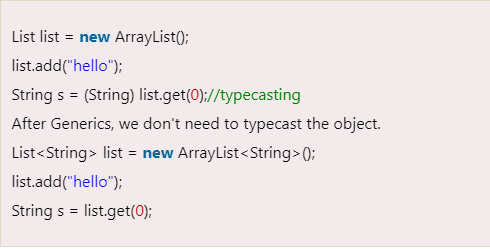 List list = new ArrayList();
list.add("hello");
String s = (String) list.get(0);//typecasting
After Generics, we don't need to typecast the object.
List<String> list = new ArrayList<String>();
list.add("hello");
String s = list.get(0);